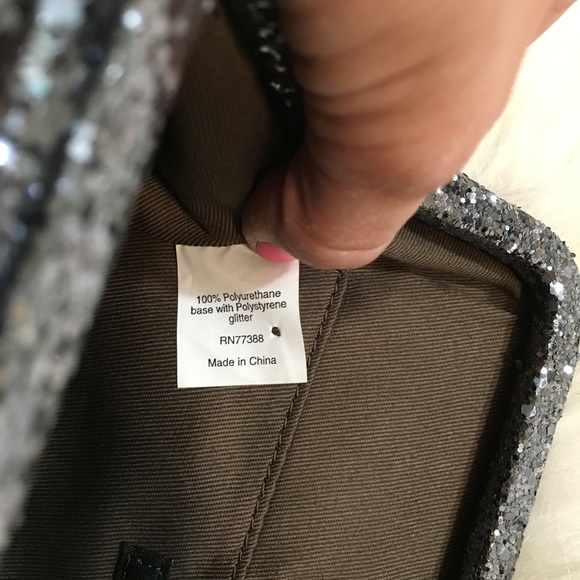 100% Polyurethane
base with Polystyrene
glitter
RN77388
Made in China